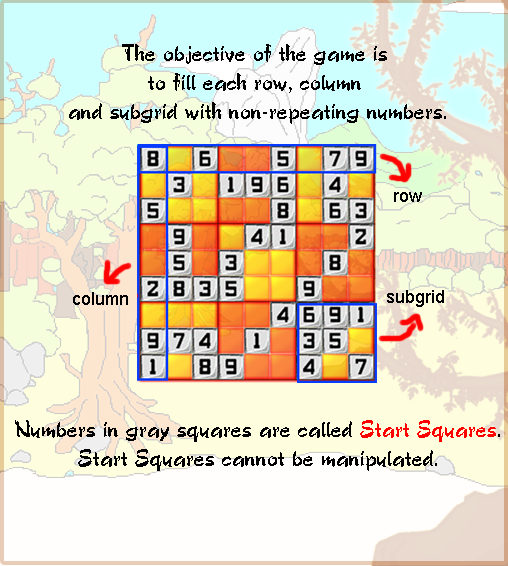 The objective of the game is
to fill each row, column
and subgrid with non-repeating numbers.
8 6 5 7 9
3 1 9 6 4
row
5 8 6 3
9 4 1 2
5 3 8
column
2 8 3 5 9
subgrid
4 6 9 1
9 7 4 1 3 5
1 8 9 4 7
Numbers in gray squares are called Start Squares.
Start Squares cannot be manipulated.